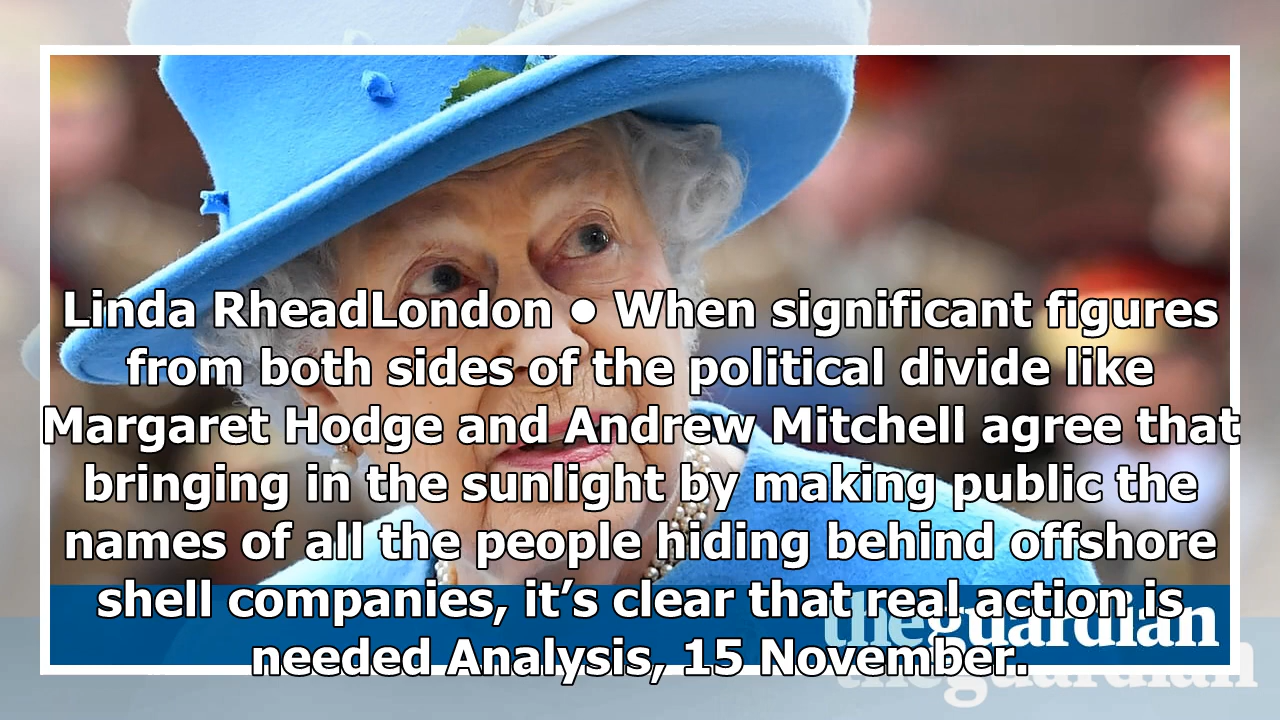 Linda RheadLondon • When significant figures
from both sides of the political divide like
Margaret Hodge and Andrew Mitchell agree that
bringing in the sunlight by making public the
names of all the people hiding behind offshore
shell companies, it’s clear that real action is
needed Analysis, 15 November.
theguardian
theguardian